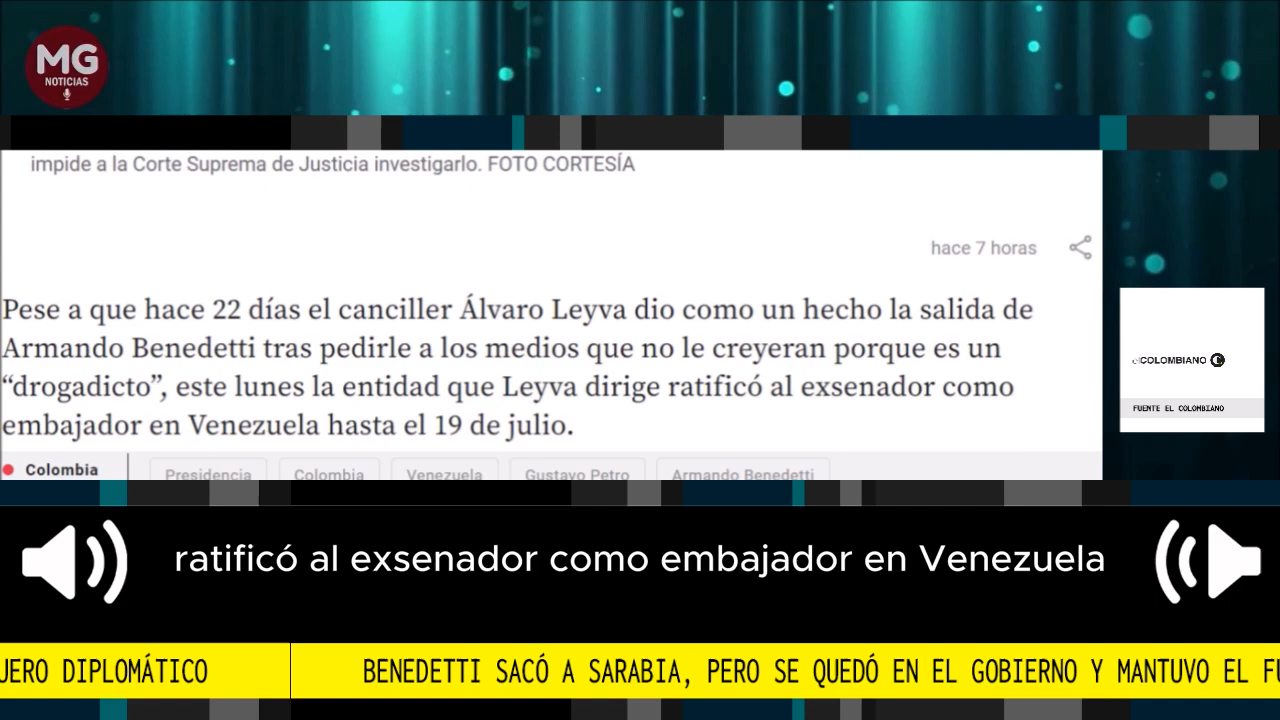 MG
NOTICIAS
impide a la Corte Suprema de Justicia investigarlo. FOTO CORTESÍA
hace 7 horas
Pese a que hace 22 días el canciller Álvaro Leyva dio como un hecho la salida de
Armando Benedetti tras pedirle a los medios que no le creyeran porque es un
“drogadicto”, este lunes la entidad que Leyva dirige ratificó al exsenador como
embajador en Venezuela hasta el 19 de julio.
Colombia
Presidencia Colombia Venezuela Gustavo Petro Armando Benedetti
elCOLOMBIANO
FUENTE EL COLOMBIANO
ratificó al exsenador como embajador en Venezuela
UERO DIPLOMÁTICO BENEDETTI SACÓ A SARABIA, PERO SE QUEDÓ EN EL GOBIERNO Y MANTUVO EL FU